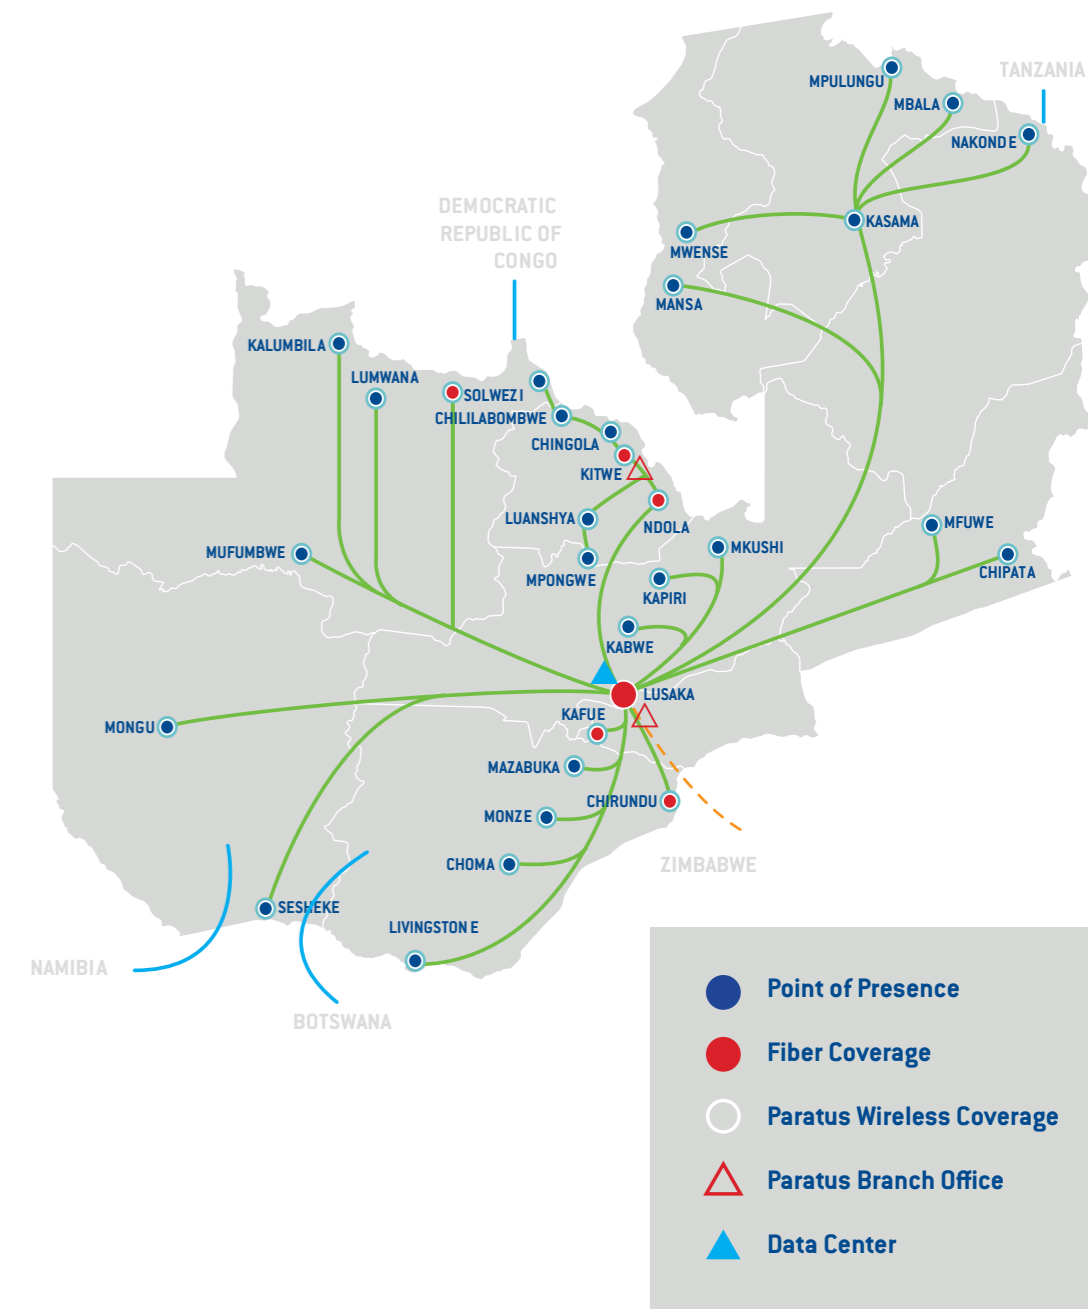 MPULUNGU
TANZANIA
MBALA
NAKONDE
DEMOCRATIC
REPUBLIC OF
CONGO
KASAMA
MWENSE
MANSA
KALUMBILA
LUMWANA
SOLWEZI
CHILILABOMBWE
CHINGOLA
KITWE
LUANSHYA
NDOLA
MFUWE
MUFUMBWE
MKUSHI
MPONGWE
CHIPATA
KAPIRI
KABWE
LUSAKA
KAFUE
MONGU
MAZABUKA
CHIRUNDU
MONZE
CHOMA
ZIMBABWE
SESHEKE
LIVINGSTONE
NAMIBIA
BOTSWANA
Point of Presence
Fiber Coverage
Paratus Wireless Coverage
Paratus Branch Office
Data Center